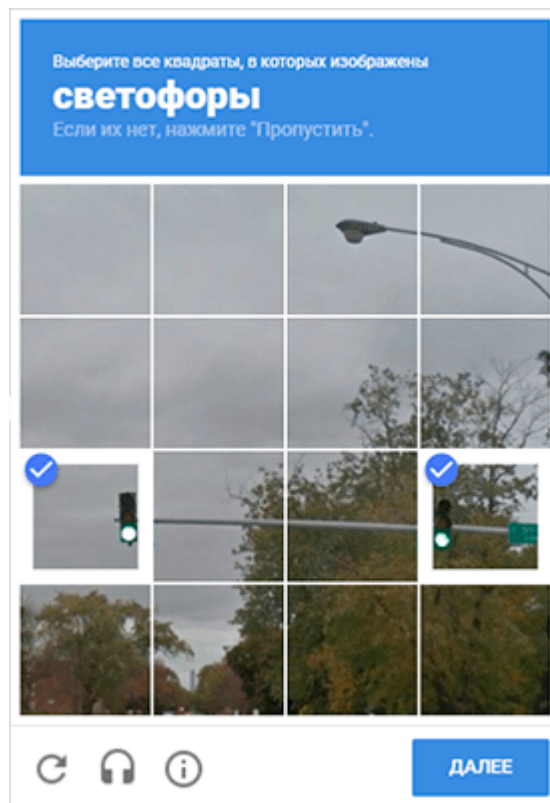 Выберите все квадраты, в которых изображены
светофоры
Если их нет, нажмите "Пропустить".
ДАЛЕЕ